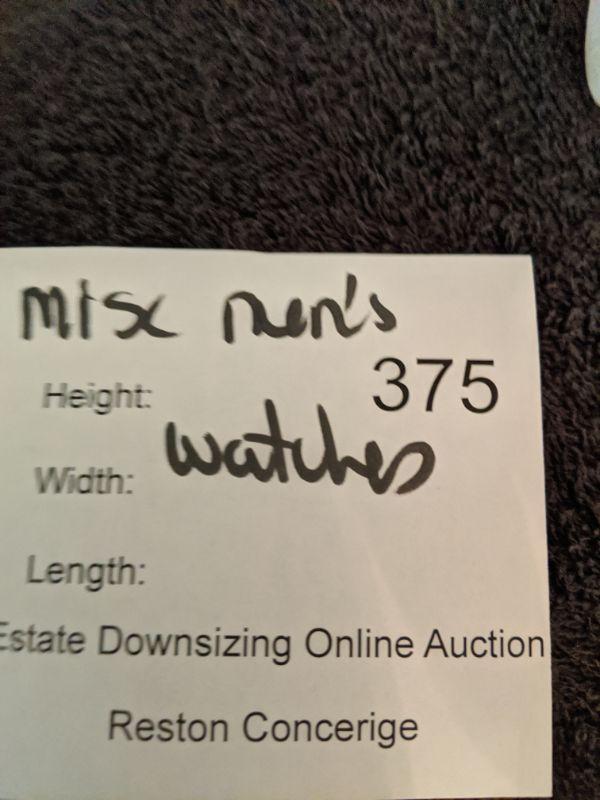 misc men's
375
Height:
watches
Width:
Length:
Estate Downsizing Online Auction
Reston Concerige